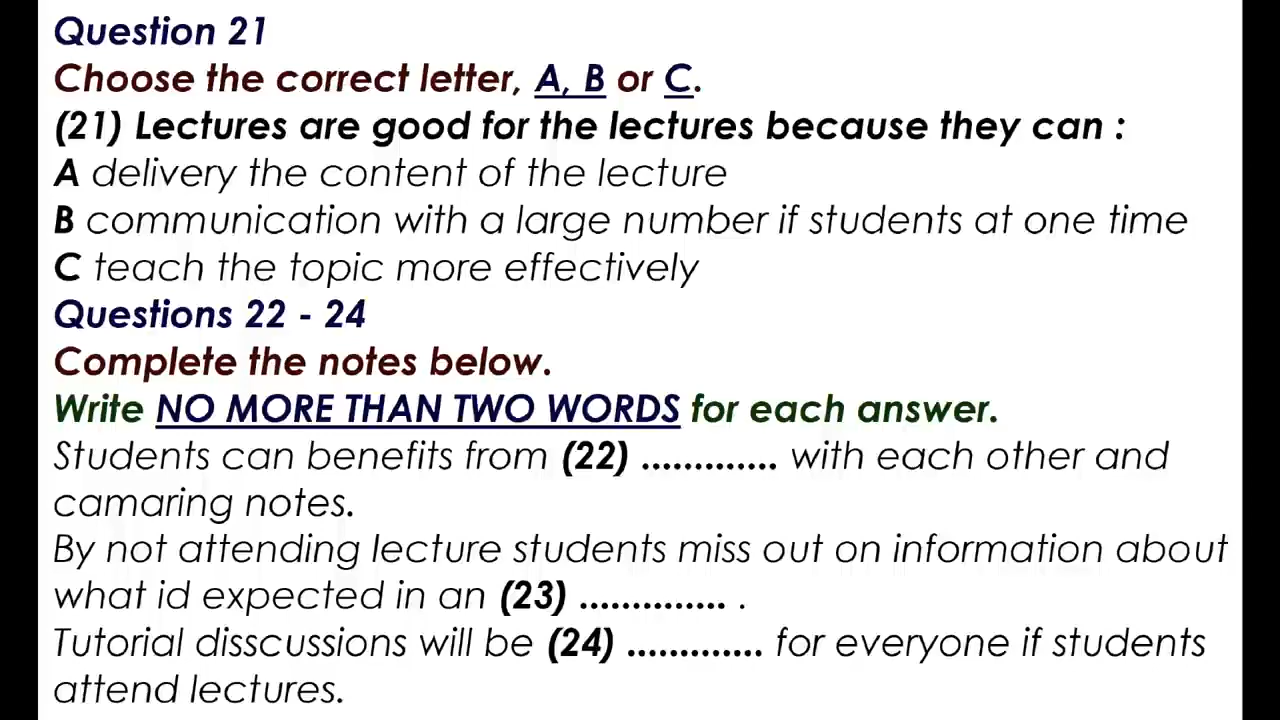 Question 21
Choose the correct letter, A, B or C.
(21) Lectures are good for the lectures because they can :
A delivery the content of the lecture
B communication with a large number if students at one time
C teach the topic more effectively
Questions 22 - 24
Complete the notes below.
Write NO MORE THAN TWO WORDS for each answer.
Students can benefits from (22) ............. with each other and
camaring notes.
By not attending lecture students miss out on information about
what id expected in an (23) .............. .
Tutorial disscussions will be (24) ............. for everyone if students
attend lectures.